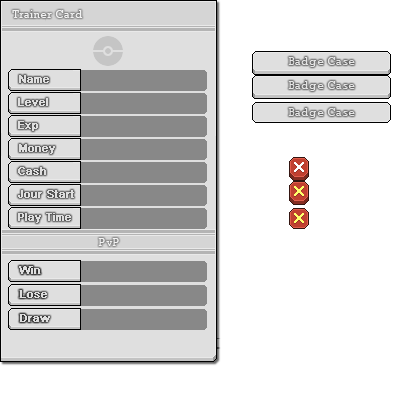 Trainer Card
Name
Level
Exp
Money
Cash
Jour Start
Play Time
PvP
Win
Lose
Draw
Badge Case
Badge Case
Badge Case